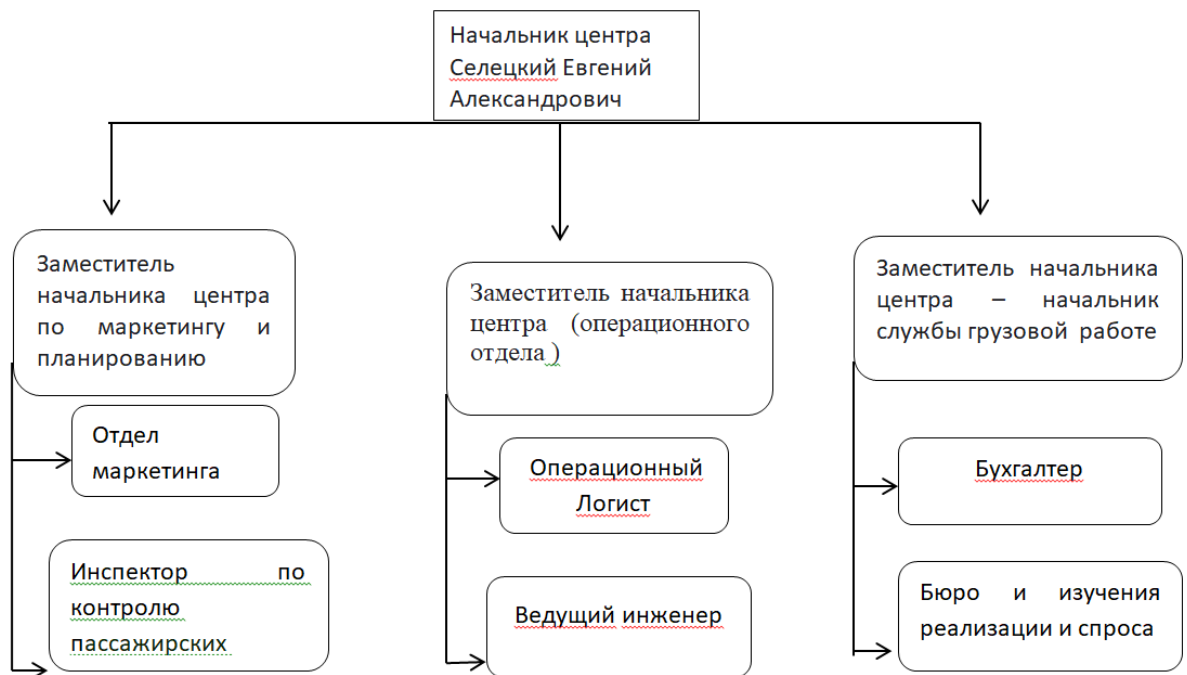 Начальник центра
Селецкий Евгений
Александрович
Заместитель
начальника центра
по маркетингу и
планированию
Отдел
маркетинга
Инспектор по
контролю
пассажирских
Заместитель начальника
центра (операционного
отдела )
Операционный
Логист
Ведущий инженер
Заместитель начальника
центра – начальник
службы грузовой работе
Бухгалтер
Бюро и изучения
реализации и спроса